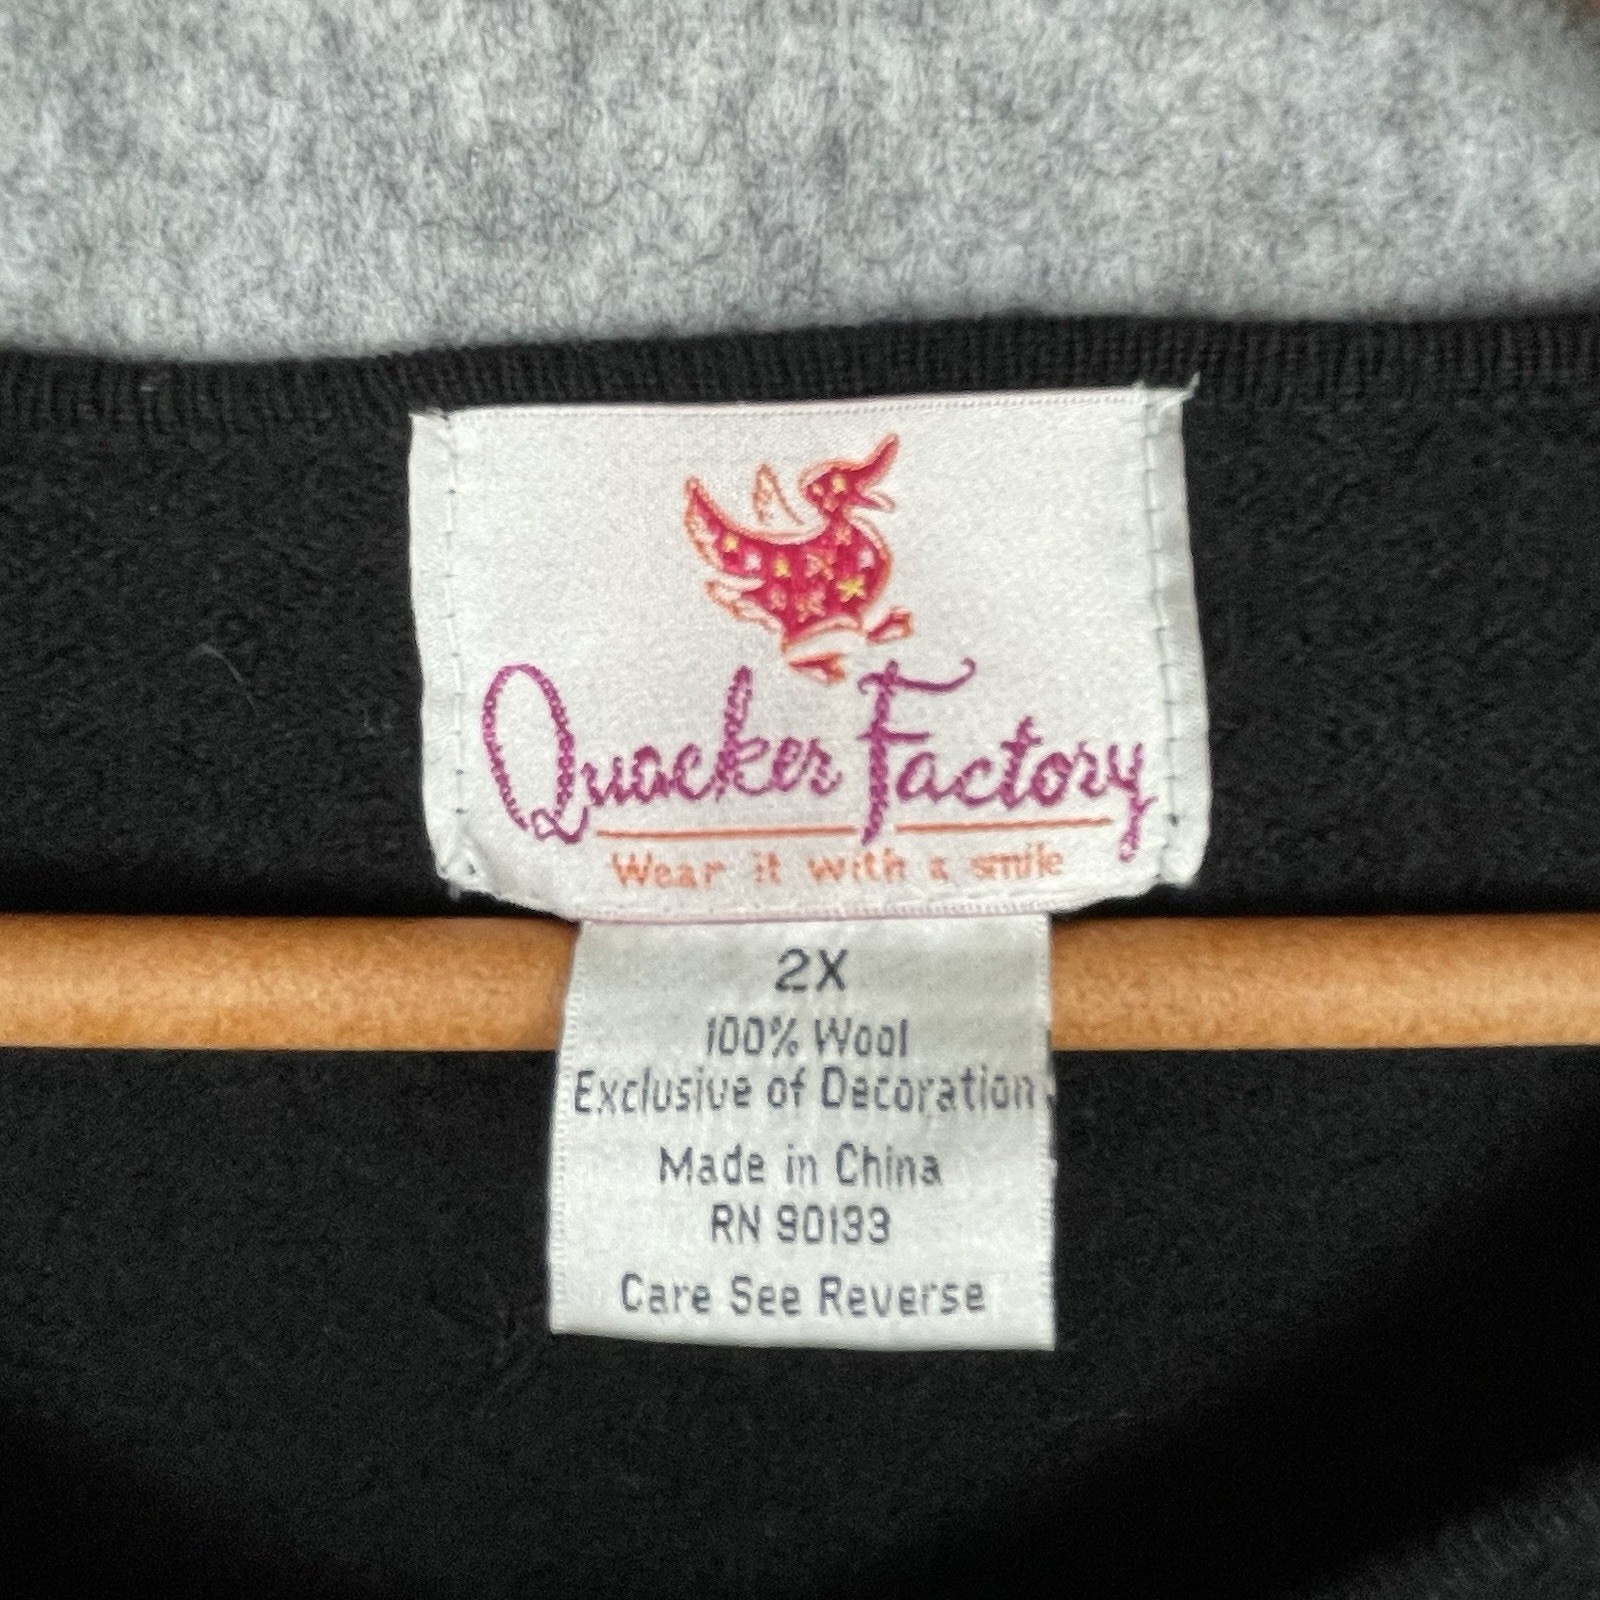 Quacker Factory
Wear it with a smile
2X
100% Wool
Exclusive of Decoration
Made in China
RN 90133
Care See Reverse